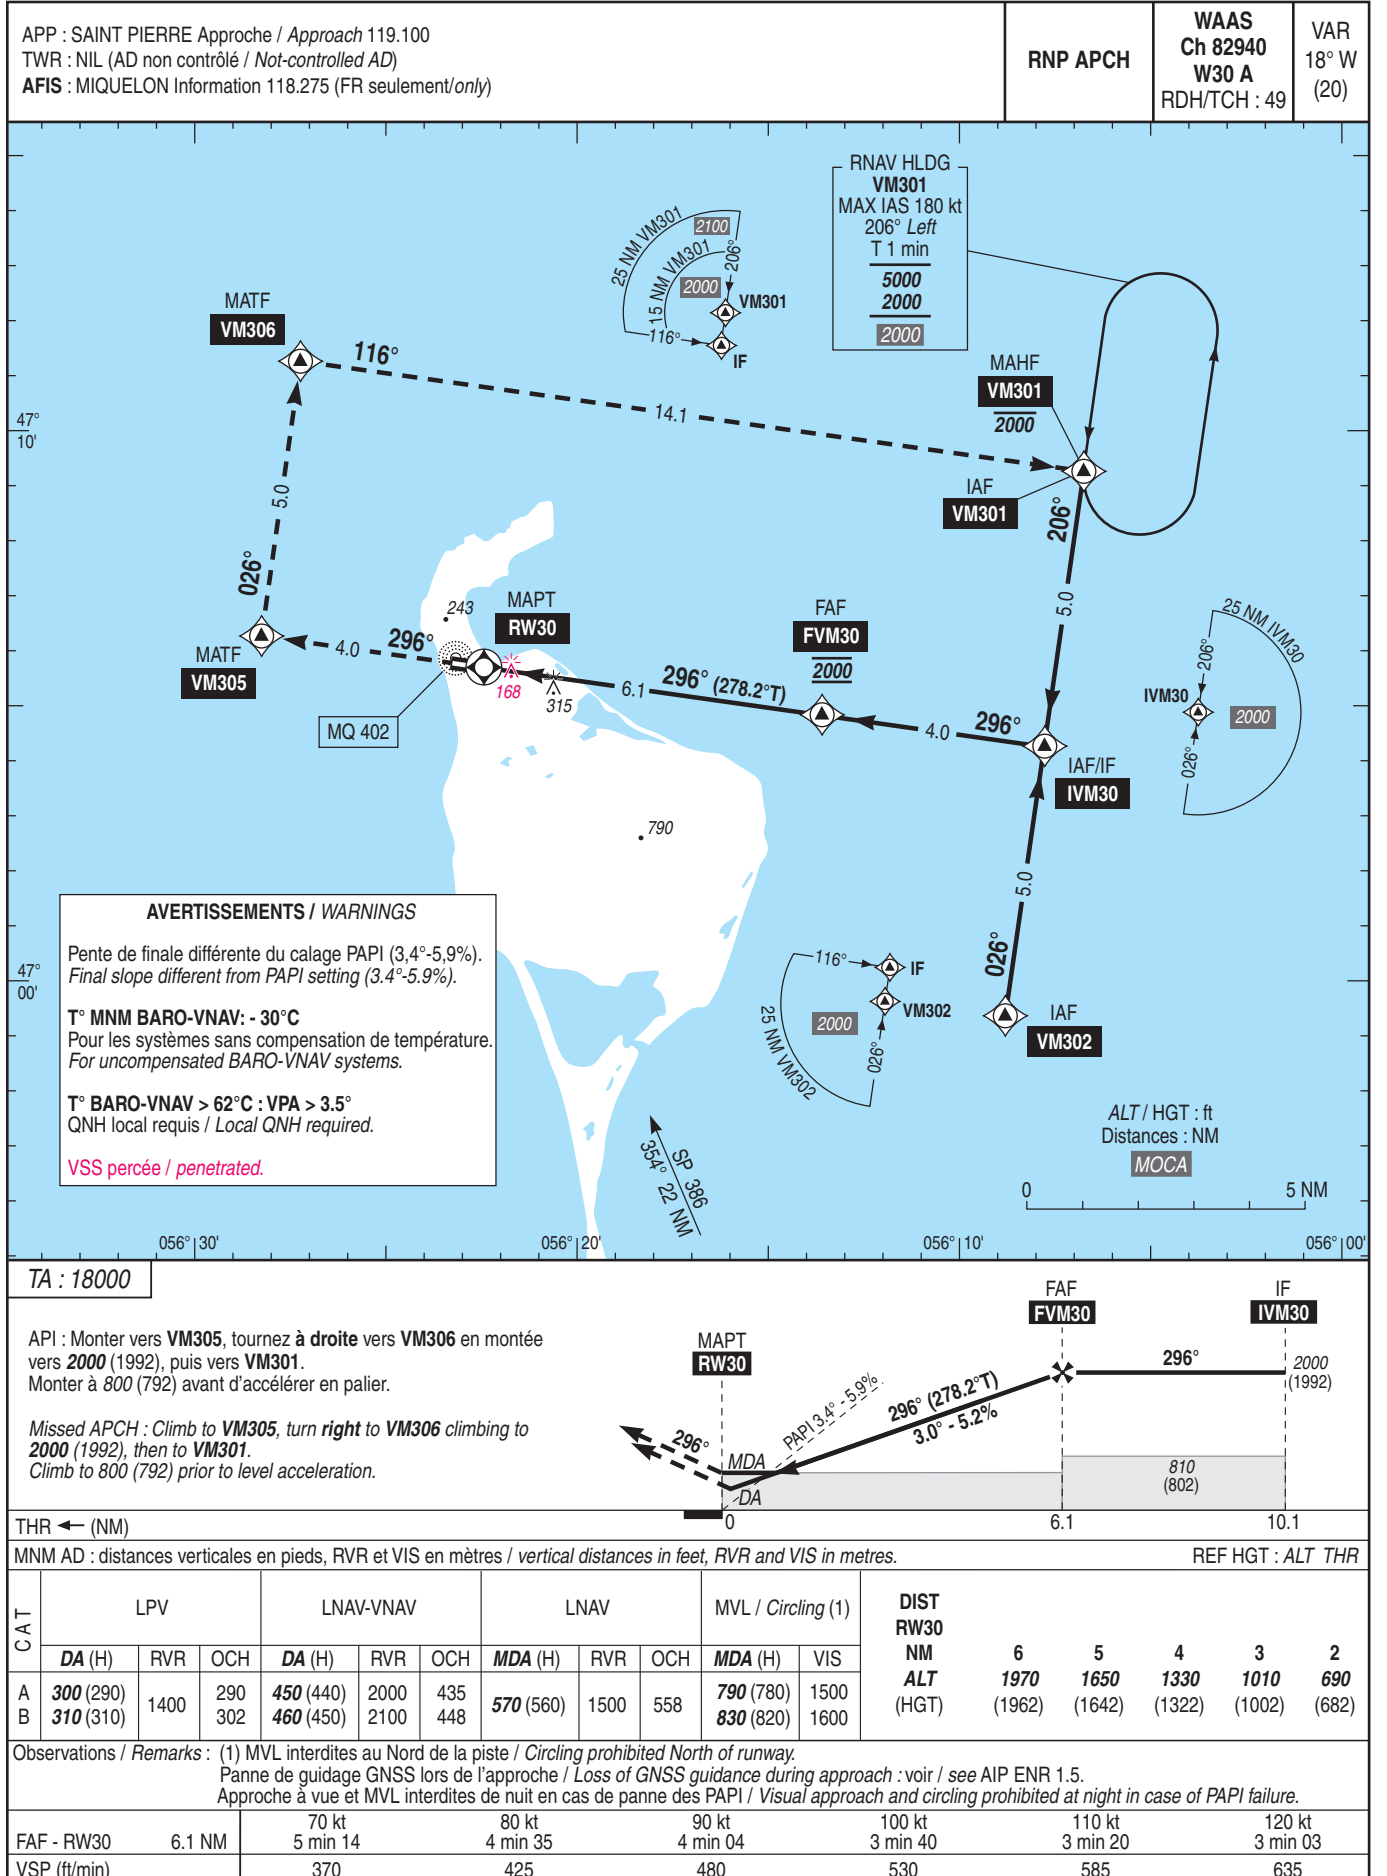 APP : SAINT PIERRE Approche / Approach 119.100
TWR : NIL (AD non contrôlé / Not-controlled AD)
AFIS : MIQUELON Information 118.275 (FR seulement/only)
RNP APCH
WAAS
Ch 82940
W30 A
RDH/TCH : 49
VAR
18° W
(20)
RNAV HLDG
VM301
MAX IAS 180 kt
206° Left
T 1 min
5000
2000
2000
25 NM VM301
2100
15 NM VM301
2000
206°
VM301
116°
IF
MATF
VM306
116°
14.1
MAHF
VM301
2000
IAF
VM301
206°
5.0
47°
10'
5.0
026°
MATF
VM305
4.0
296°
243
MAPT
RW30
168
315
MQ 402
6.1
296° (278.2°T)
FAF
FVM30
2000
4.0
296°
IAF/IF
IVM30
25 NM IVM30
206°
IVM30
2000
026°
790
5.0
026°
IAF
VM302
116°
IF
VM302
2000
026°
25 NM VM302
47°
00'
AVERTISSEMENTS / WARNINGS
Pente de finale différente du calage PAPI (3,4°-5,9%).
Final slope different from PAPI setting (3.4°-5.9%).
T° MNM BARO-VNAV: - 30°C
Pour les systèmes sans compensation de température.
For uncompensated BARO-VNAV systems.
T° BARO-VNAV > 62°C : VPA > 3.5°
QNH local requis / Local QNH required.
VSS percée / penetrated.
SP 386
354° 22 NM
ALT / HGT : ft
Distances : NM
MOCA
0 5 NM
056° 30' 056° 20' 056° 10' 056° 00'
TA : 18000
API : Monter vers VM305, tournez à droite vers VM306 en montée
vers 2000 (1992), puis vers VM301.
Monter à 800 (792) avant d'accélérer en palier.
Missed APCH : Climb to VM305, turn right to VM306 climbing to
2000 (1992), then to VM301.
Climb to 800 (792) prior to level acceleration.
MAPT
RW30
FAF
FVM30
IF
IVM30
296°
2000
(1992)
PAPI 3.4° - 5.9%
296° (278.2°T)
3.0° - 5.2%
296°
MDA
DA
810
(802)
THR (NM)
0 6.1 10.1
MNM AD : distances verticales en pieds, RVR et VIS en mètres / vertical distances in feet, RVR and VIS in metres. REF HGT : ALT THR
CAT LPV LNAV-VNAV LNAV MVL / Circling (1)
DA (H) RVR OCH DA (H) RVR OCH MDA (H) RVR OCH MDA (H) VIS
A 300 (290) 1400 290 450 (440) 2000 435 570 (560) 1500 558 790 (780) 1500
B 310 (310) 302 460 (450) 2100 448 830 (820) 1600
DIST
RW30
NM 6 5 4 3 2
ALT 1970 1650 1330 1010 690
(HGT) (1962) (1642) (1322) (1002) (682)
Observations / Remarks : (1) MVL interdites au Nord de la piste / Circling prohibited North of runway.
Panne de guidage GNSS lors de l'approche / Loss of GNSS guidance during approach : voir / see AIP ENR 1.5.
Approche à vue et MVL interdites de nuit en cas de panne des PAPI / Visual approach and circling prohibited at night in case of PAPI failure.
70 kt 80 kt 90 kt 100 kt 110 kt 120 kt
FAF - RW30 6.1 NM 5 min 14 4 min 35 4 min 04 3 min 40 3 min 20 3 min 03
VSP (ft/min) 370 425 480 530 585 635